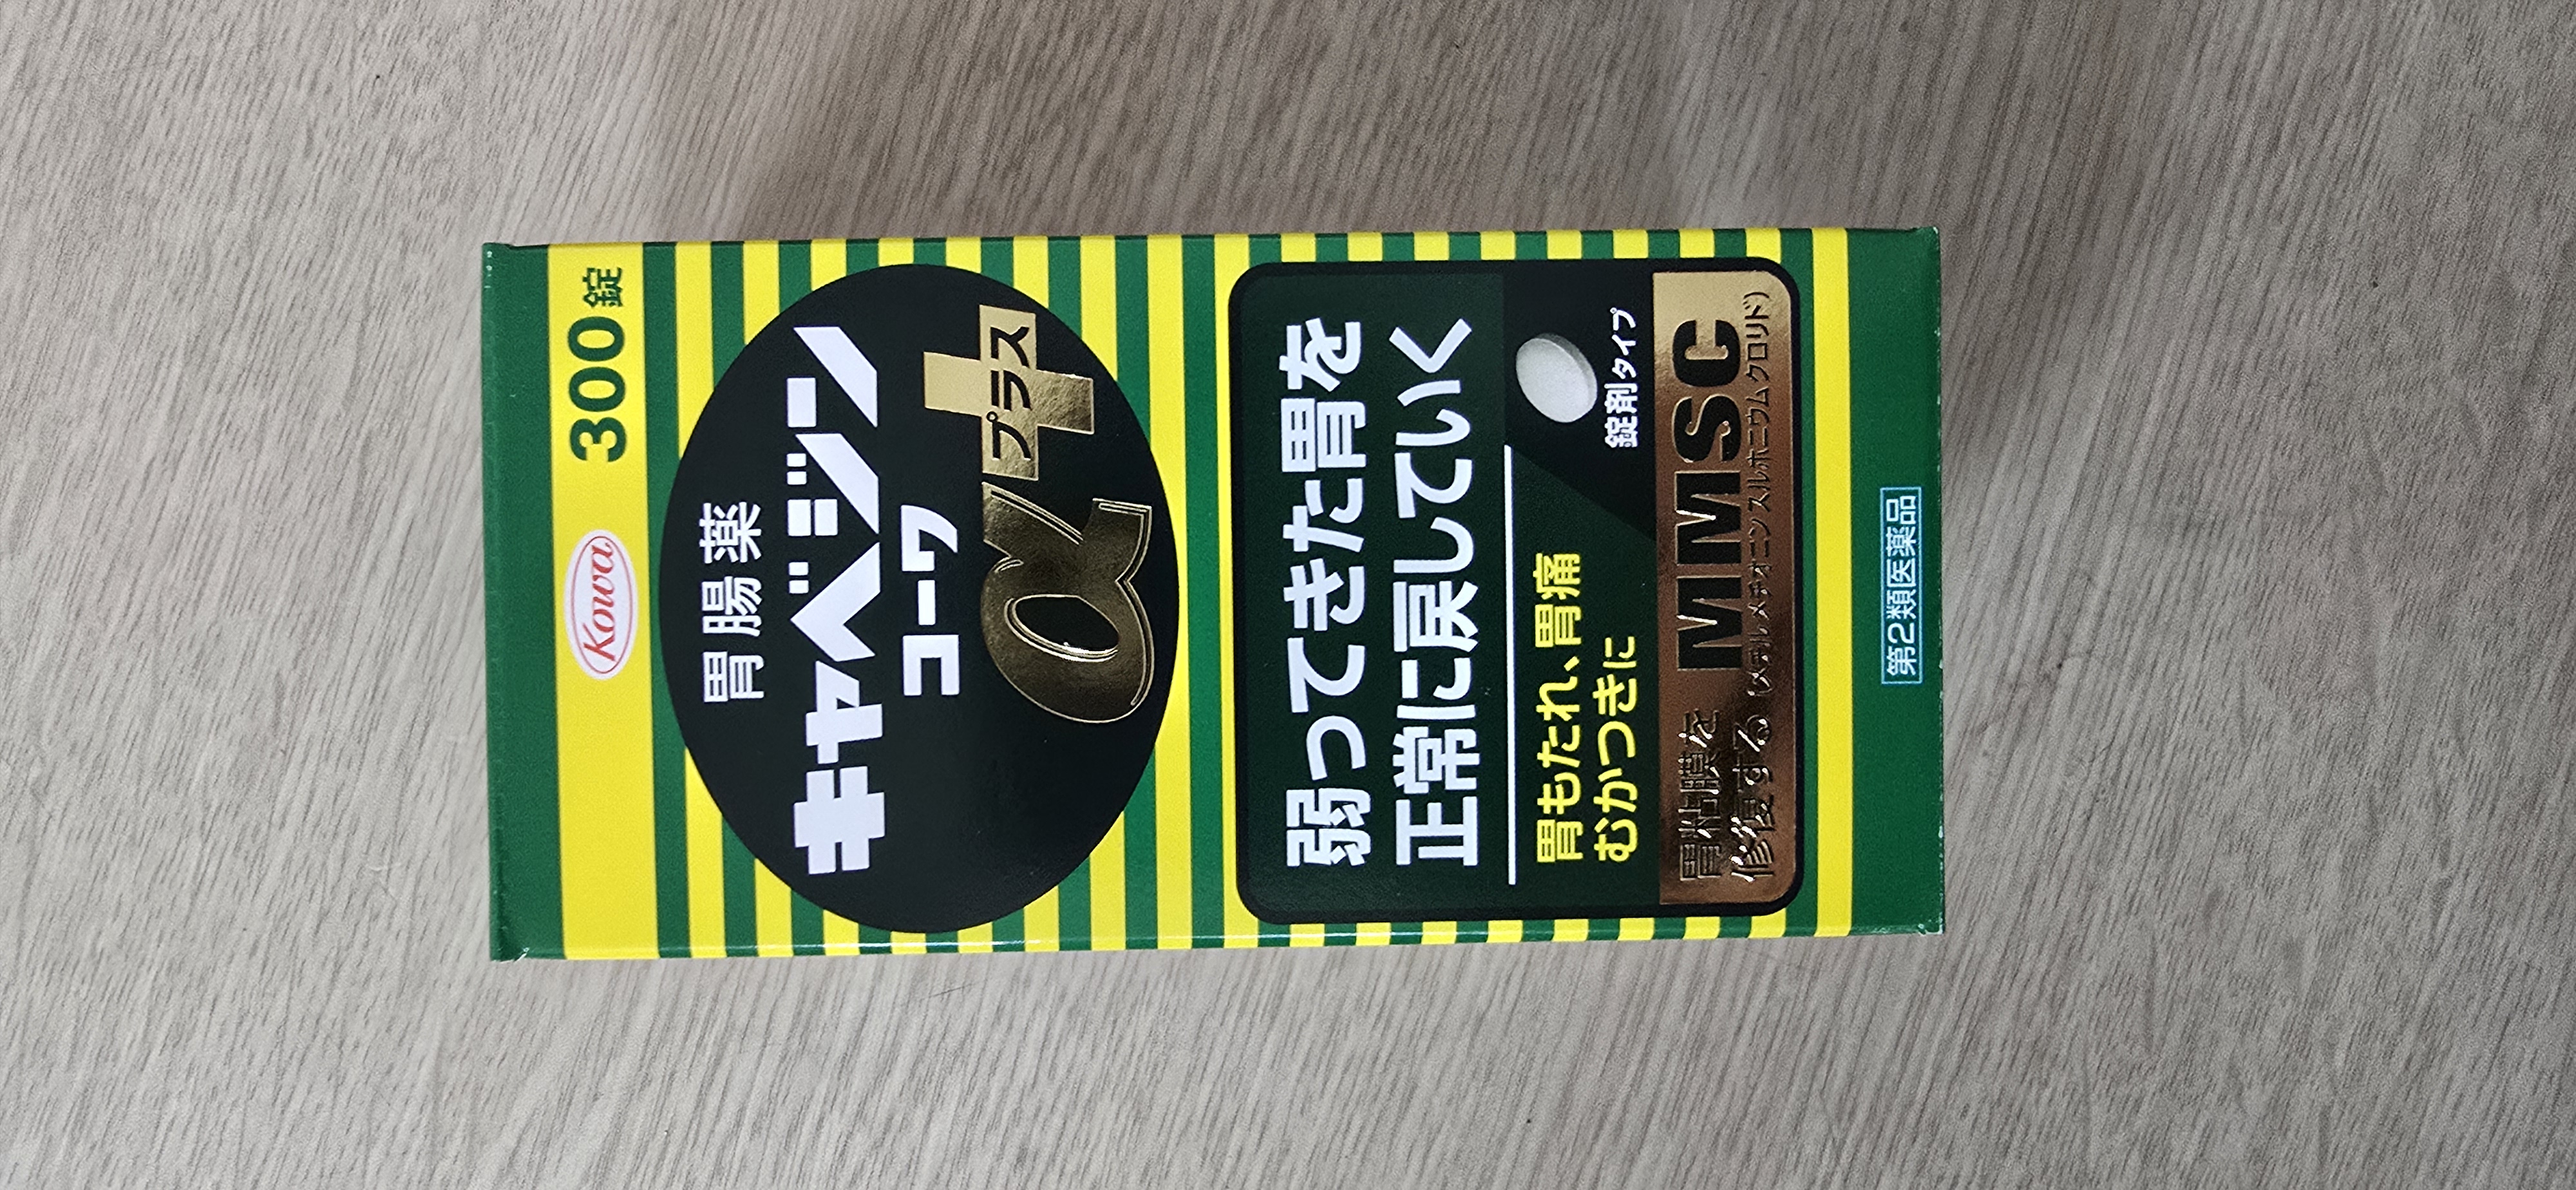 Kowa
300錠
胃腸薬
キャベジン
コーワ
α プラス
弱ってきた胃を
正常に戻していく
胃もたれ、胃痛
むかつきに
錠剤タイプ
胃粘膜を
修復する
MMSC
(メチルメチオニンスルホニウムクロリド)
第2類医薬品